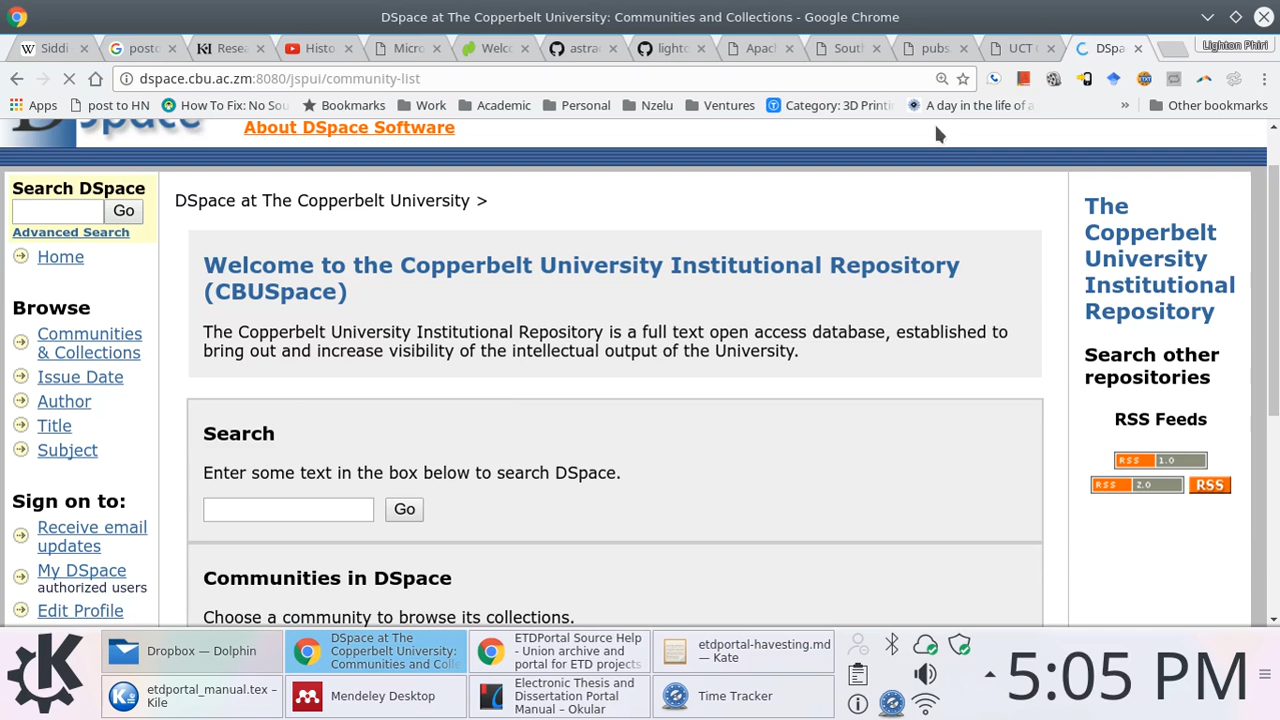 DSpace at The Copperbelt University: Communities and Collections - Google Chrome
Siddi
posto
Resea
Histo
Micro
Welco
astra
lighto
Apach
South
pubs
UCT C
DSpa
Lighton Phiri
dspace.cbu.ac.zm:8080/jspui/community-list
Apps
post to HN
How To Fix: No Sou
Bookmarks
Work
Academic
Personal
Nzelu
Ventures
Category: 3D Printi
A day in the life of a
»
Other bookmarks
About DSpace Software
Search DSpace
Go
Advanced Search
Home
Browse
Communities
& Collections
Issue Date
Author
Title
Subject
Sign on to:
Receive email
updates
My DSpace
authorized users
Edit Profile
DSpace at The Copperbelt University >
Welcome to the Copperbelt University Institutional Repository
(CBUSpace)
The Copperbelt University Institutional Repository is a full text open access database, established to
bring out and increase visibility of the intellectual output of the University.
Search
Enter some text in the box below to search DSpace.
Go
Communities in DSpace
Choose a community to browse its collections.
The
Copperbelt
University
Institutional
Repository
Search other
repositories
RSS Feeds
RSS 1.0
RSS 2.0
RSS
Dropbox — Dolphin
DSpace at The
Copperbelt University:
Communities and Colle
ETDPortal Source Help
- Union archive and
portal for ETD projects
etdportal-havesting.md
— Kate
etdportal_manual.tex –
Kile
Mendeley Desktop
Electronic Thesis and
Dissertation Portal
Manual – Okular
Time Tracker
5:05 PM